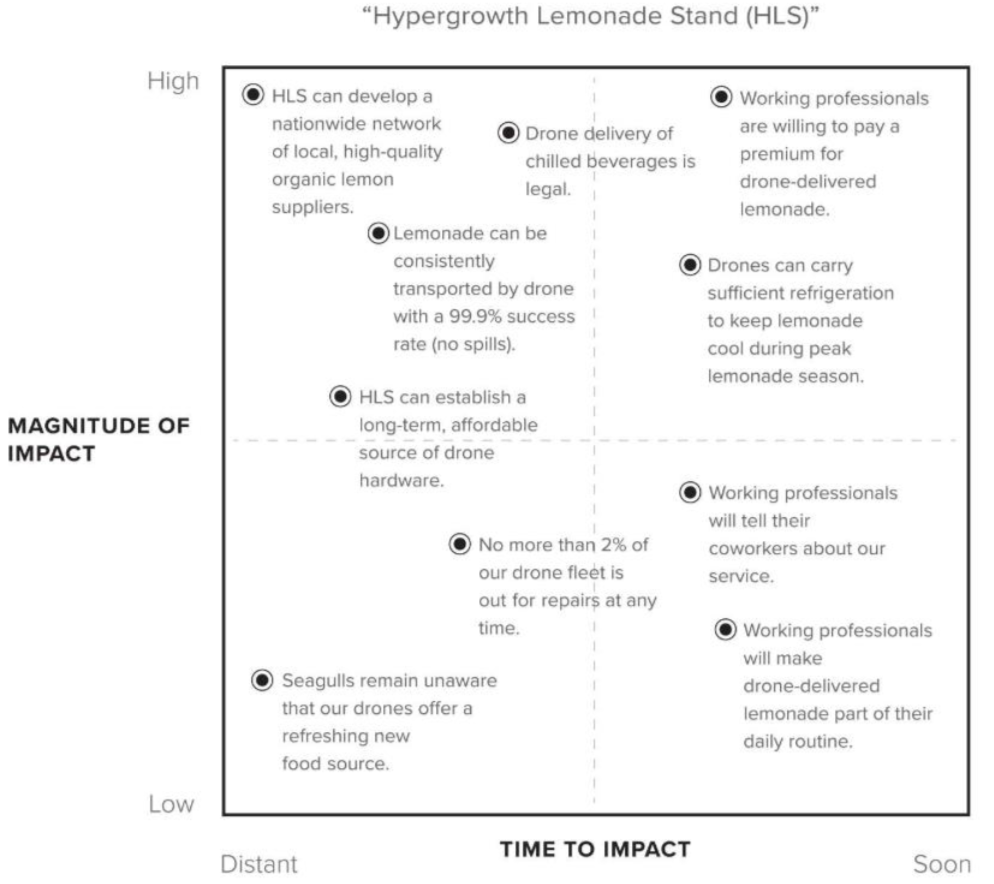 “Hypergrowth Lemonade Stand (HLS)”
High
HLS can develop a
nationwide network
of local, high-quality
organic lemon
suppliers.
Drone delivery of
chilled beverages is
legal.
Working professionals
are willing to pay a
premium for
drone-delivered
lemonade.
Lemonade can be
consistently
transported by drone
with a 99.9% success
rate (no spills).
Drones can carry
sufficient refrigeration
to keep lemonade
cool during peak
lemonade season.
HLS can establish a
long-term, affordable
source of drone
hardware.
MAGNITUDE OF
IMPACT
Working professionals
will tell their
coworkers about our
service.
No more than 2% of
our drone fleet is
out for repairs at any
time.
Working professionals
will make
drone-delivered
lemonade part of their
daily routine.
Seagulls remain unaware
that our drones offer a
refreshing new
food source.
Low
Distant
TIME TO IMPACT
Soon